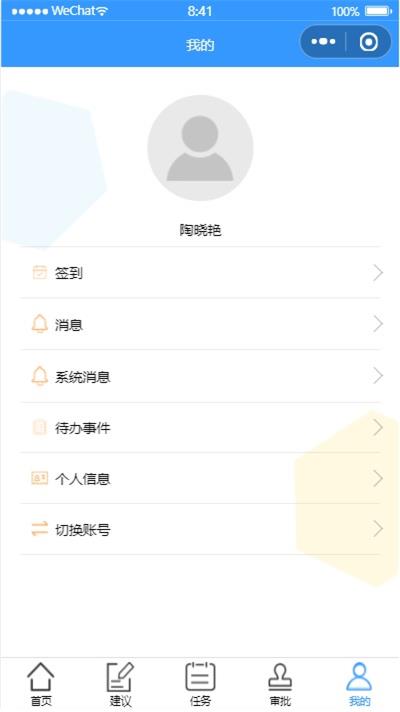 WeChat 8:41 100%
我的
陶晓艳
签到
消息
系统消息
待办事件
个人信息
切换账号
首页 建议 任务 审批 我的